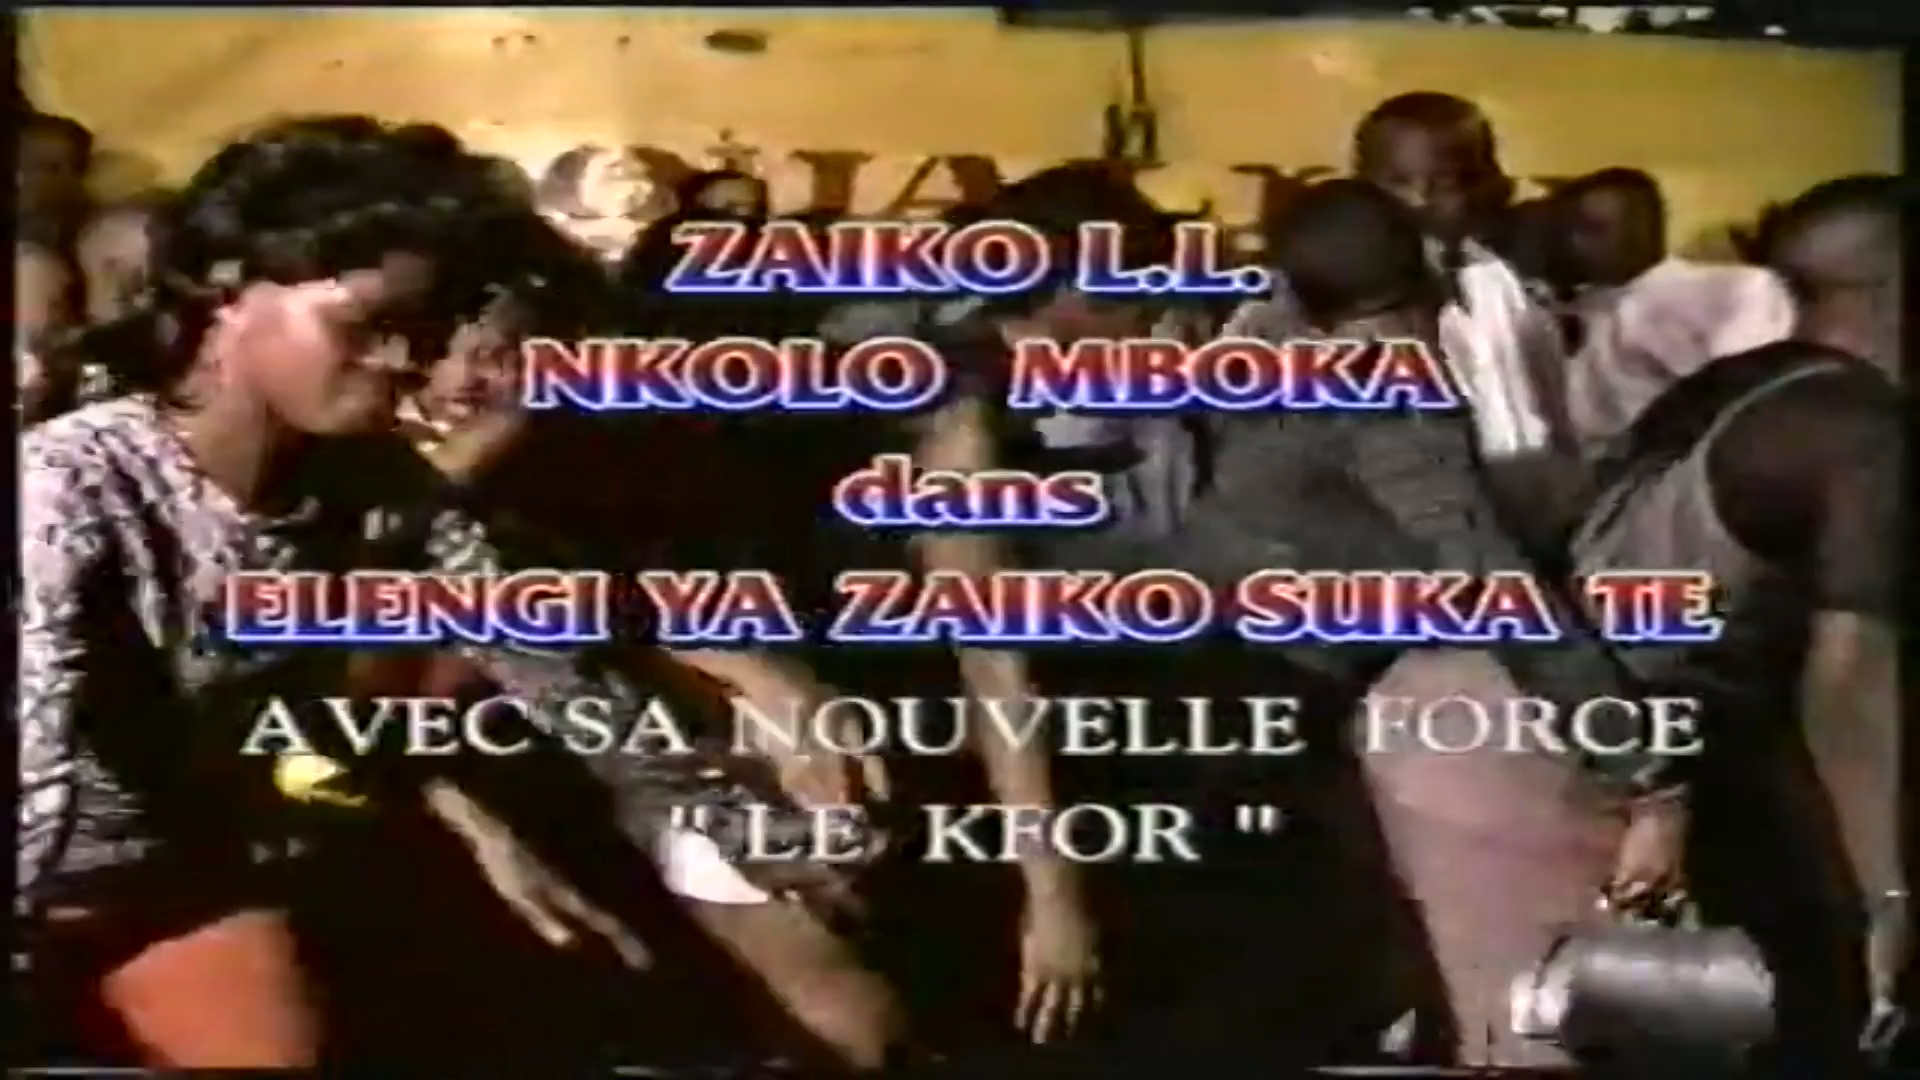 ZAIKO L.L.
NKOLO MBOKA
dans
ELENGI YA ZAIKO SUKA TE
AVEC SA NOUVELLE FORCE
" LE KFOR "